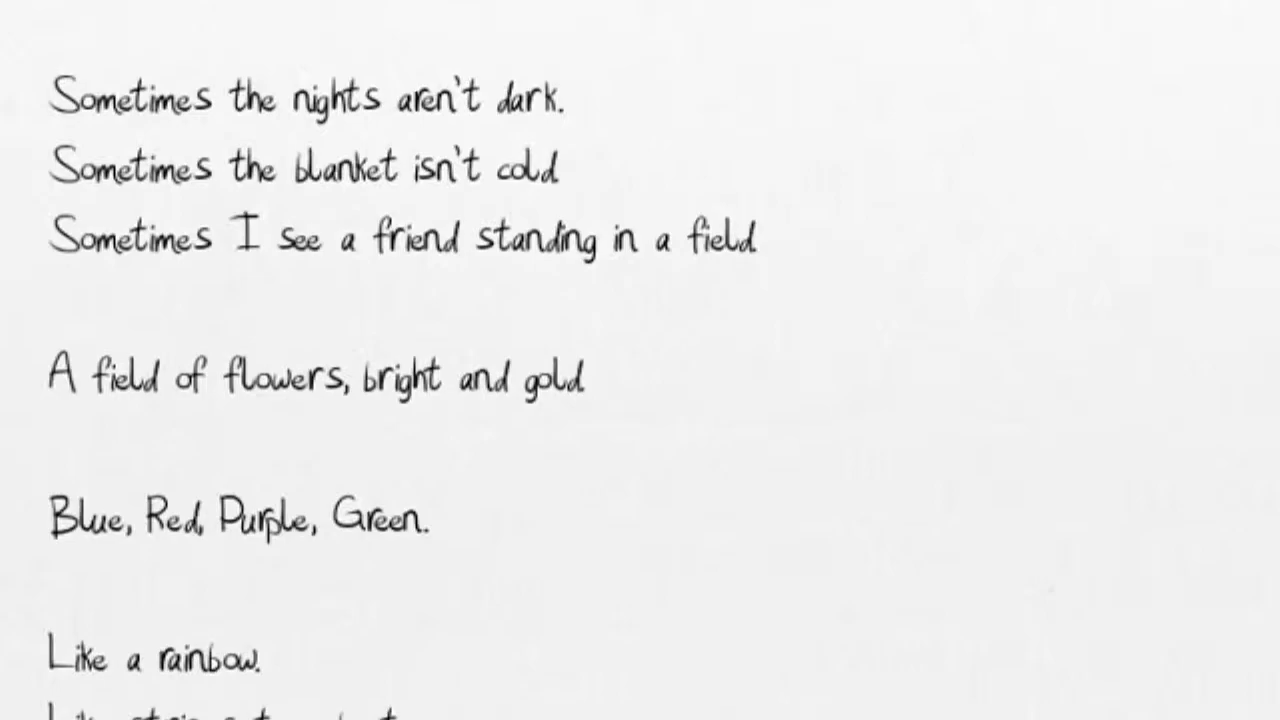 Sometimes the nights aren't dark.
Sometimes the blanket isn't cold
Sometimes I see a friend standing in a field
A field of flowers, bright and gold
Blue, Red, Purple, Green.
Like a rainbow.
Like